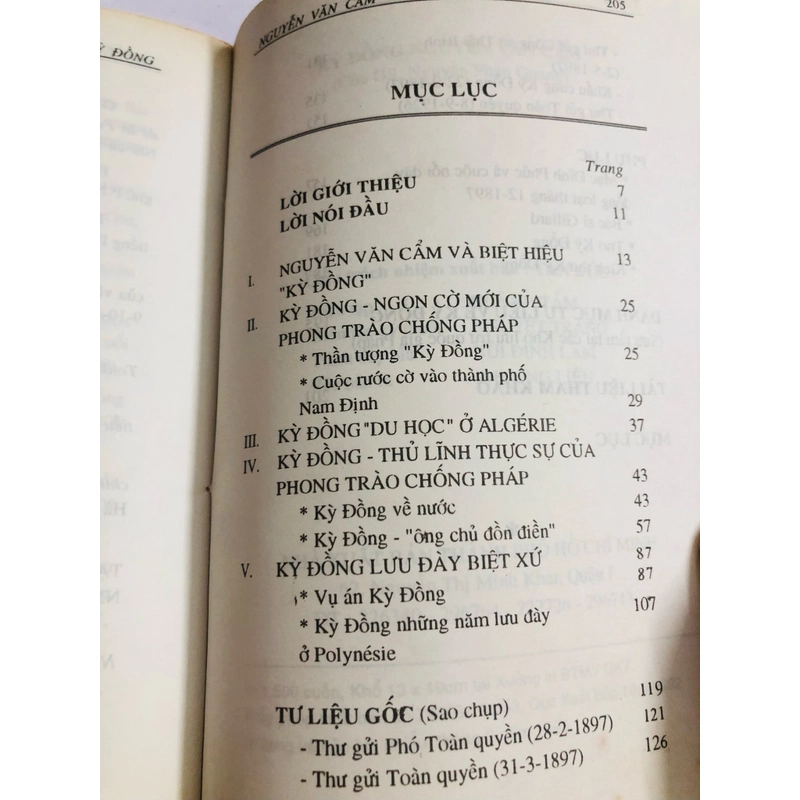 NGUYỄN VĂN CẨM 205
KỲ ĐỒNG
MỤC LỤC
Trang
LỜI GIỚI THIỆU 7
LỜI NÓI ĐẦU 11
I. NGUYỄN VĂN CẨM VÀ BIỆT HIỆU 13
"KỲ ĐỒNG"
II. KỲ ĐỒNG - NGỌN CỜ MỚI CỦA 25
PHONG TRÀO CHỐNG PHÁP
* Thần tượng "Kỳ Đồng" 25
* Cuộc rước cờ vào thành phố
Nam Định 29
III. KỲ ĐỒNG "DU HỌC" Ở ALGÉRIE 37
IV. KỲ ĐỒNG - THỦ LĨNH THỰC SỰ CỦA
PHONG TRÀO CHỐNG PHÁP 43
* Kỳ Đồng về nước 43
* Kỳ Đồng - "ông chủ đồn điền" 57
V. KỲ ĐỒNG LƯU ĐÀY BIỆT XỨ 87
* Vụ án Kỳ Đồng 87
* Kỳ Đồng những năm lưu đày 107
ở Polynésie
TƯ LIỆU GỐC (Sao chụp) 119
- Thư gửi Phó Toàn quyền (28-2-1897) 121
- Thư gửi Toàn quyền (31-3-1897) 126